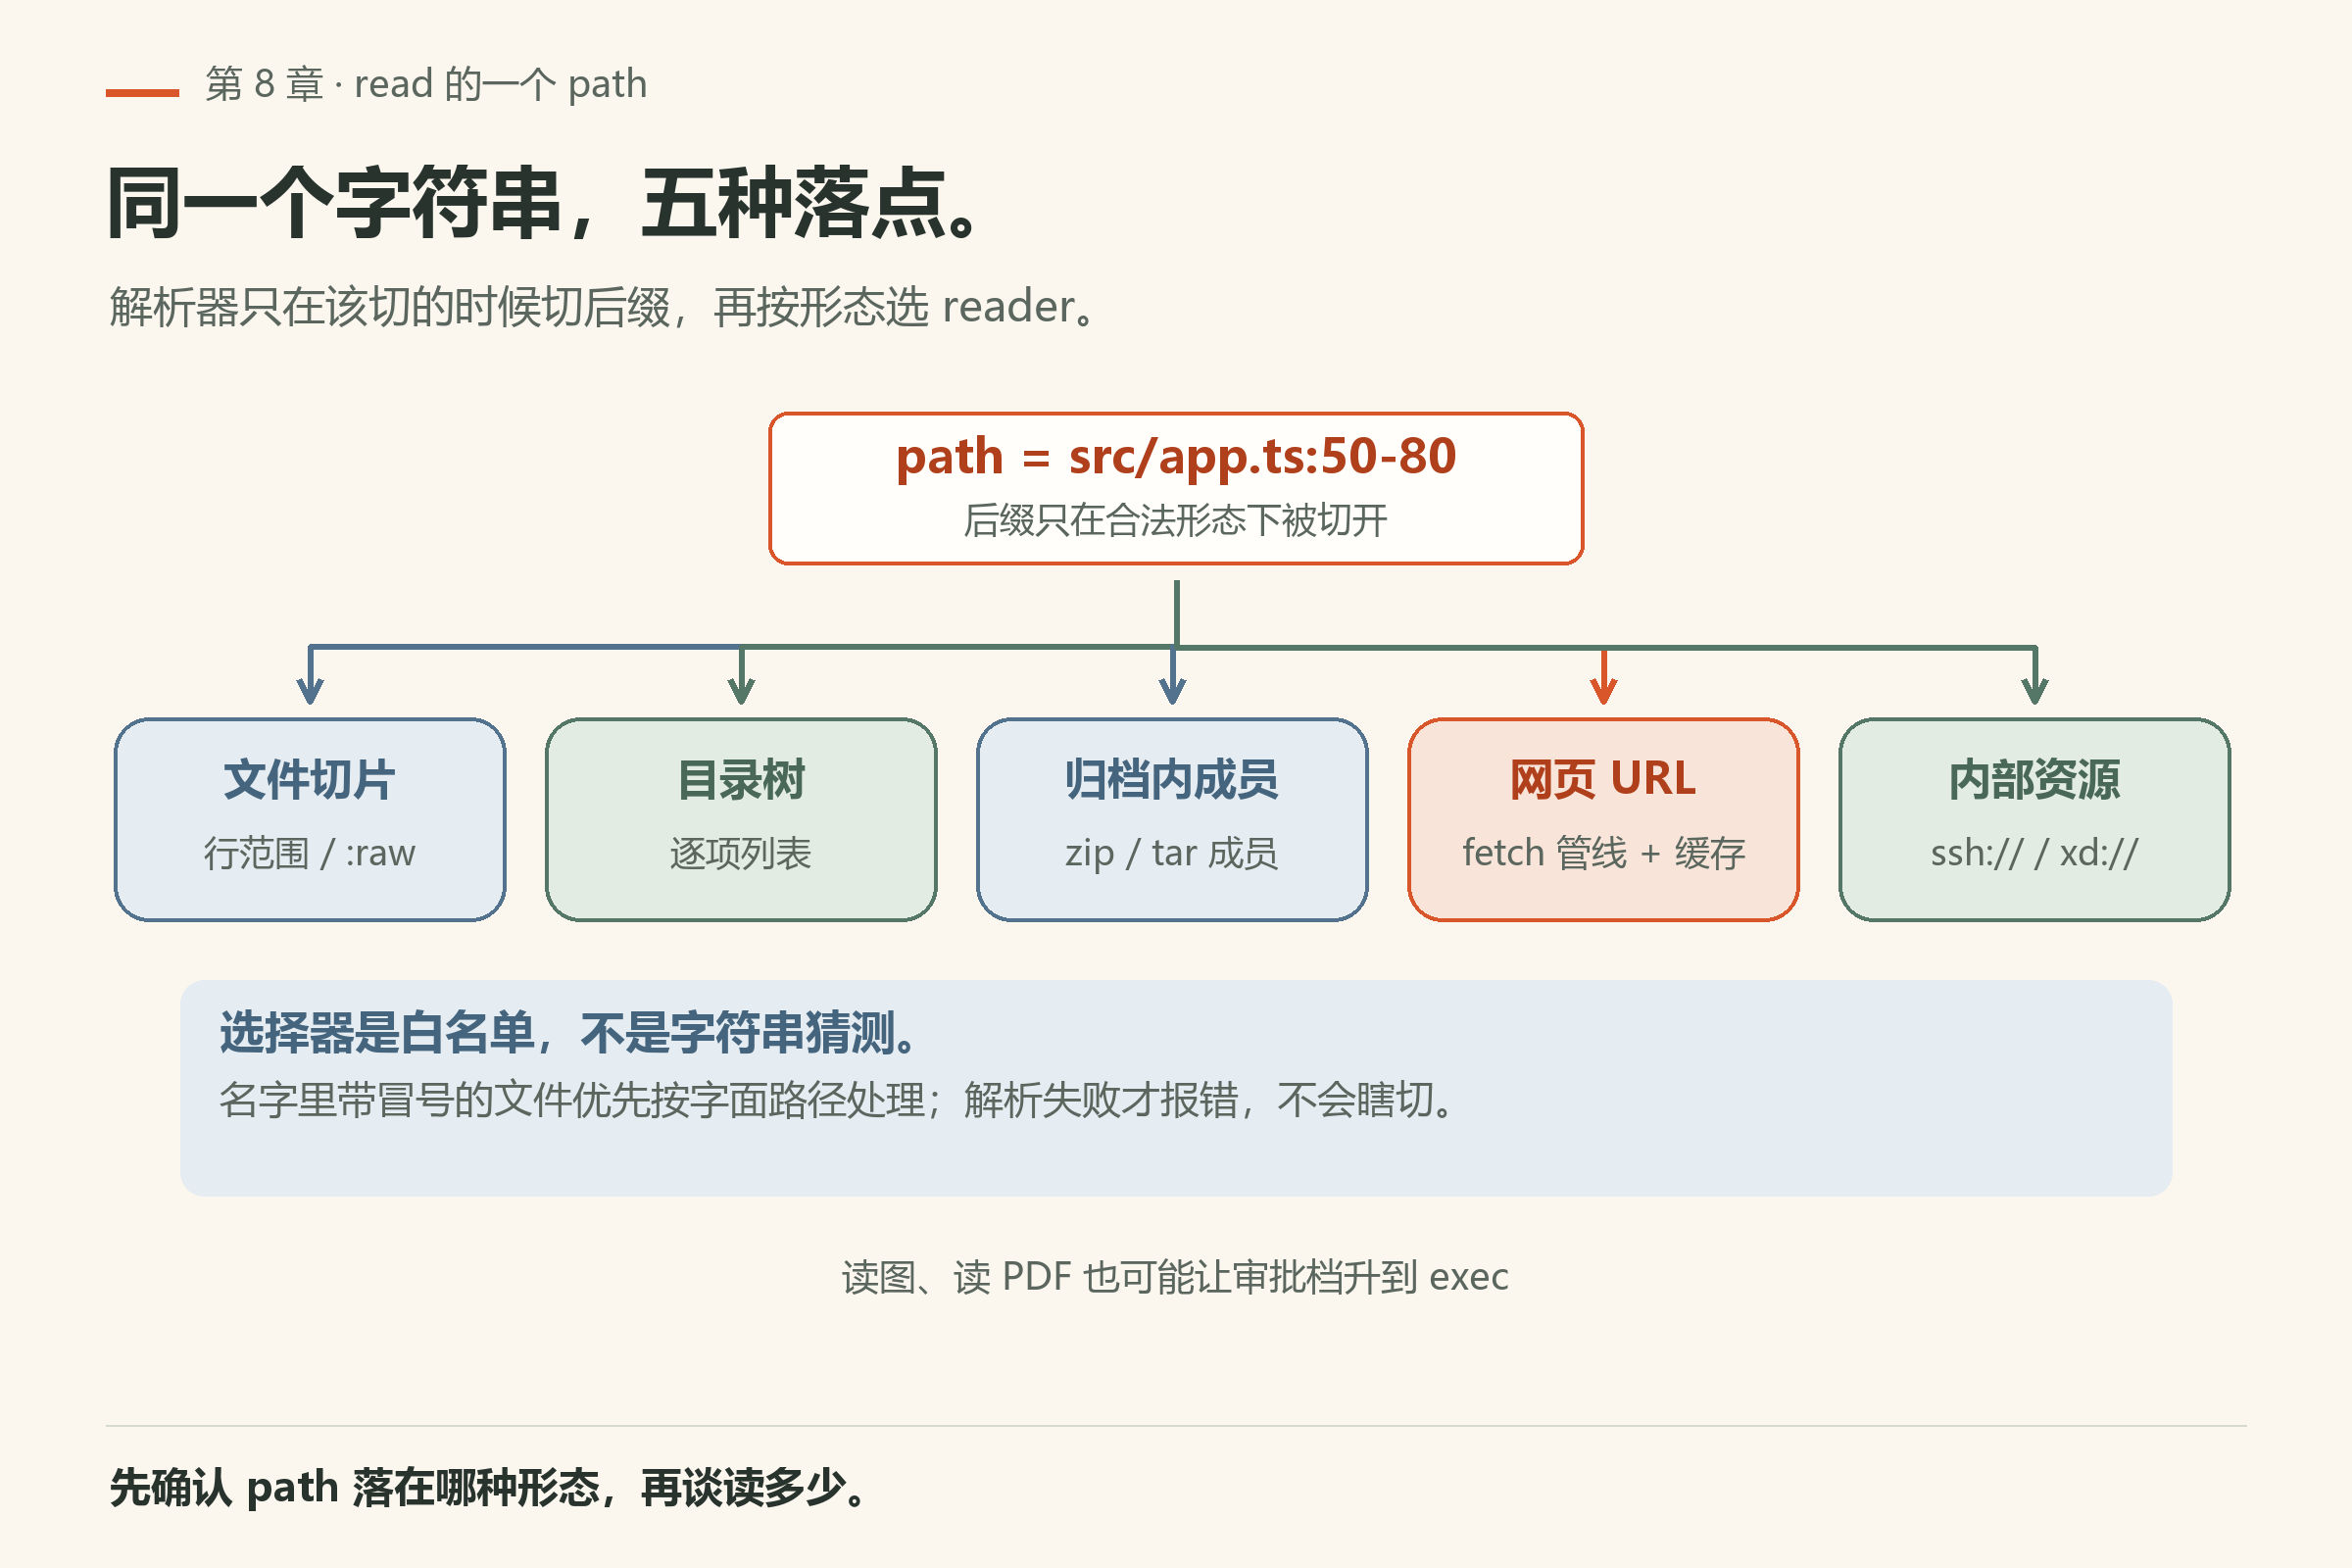 第 8 章 · read 的一个 path
同一个字符串，五种落点。
解析器只在该切的时候切后缀，再按形态选 reader。
path = src/app.ts:50-80
后缀只在合法形态下被切开
文件切片
行范围 / :raw
目录树
逐项列表
归档内成员
zip / tar 成员
网页 URL
fetch 管线 + 缓存
内部资源
ssh:// / xd://
选择器是白名单，不是字符串猜测。
名字里带冒号的文件优先按字面路径处理；解析失败才报错，不会瞎切。
读图、读 PDF 也可能让审批档升到 exec
先确认 path 落在哪种形态，再谈读多少。